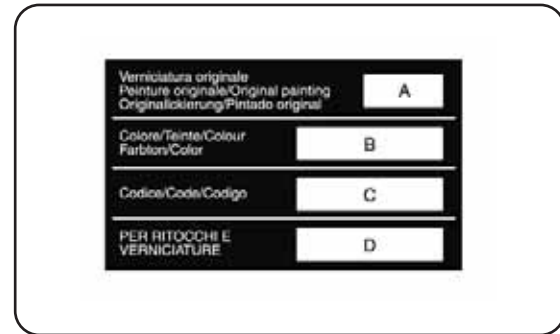 Verniciatura originale
Peinture originale/Original painting
Originallckierung/Pintado original
A
Colore/Teinte/Colour
Farbton/Color
B
Codice/Code/Codigo
C
PER RITOCCHI E
VERNICIATURE
D